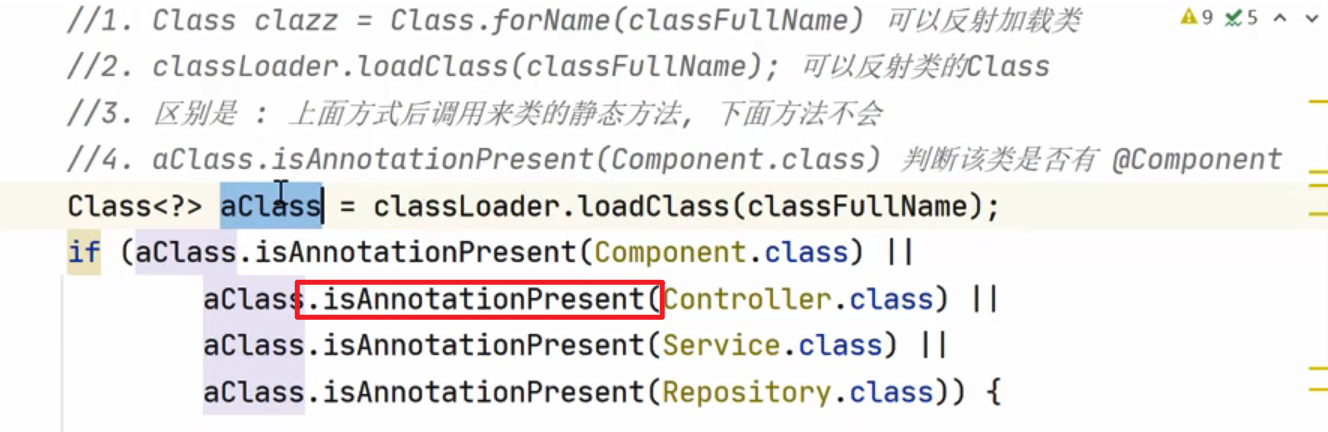 //1. Class clazz = Class.forName(classFullName) 可以反射加载类
9 5
//2. classLoader.loadClass(classFullName); 可以反射类的Class
//3. 区别是 : 上面方式后调用来类的静态方法, 下面方法不会
//4. aClass.isAnnotationPresent(Component.class) 判断该类是否有 @Component
Class<?> aClass = classLoader.loadClass(classFullName);
if (aClass.isAnnotationPresent(Component.class) ||
aClass.isAnnotationPresent(Controller.class) ||
aClass.isAnnotationPresent(Service.class) ||
aClass.isAnnotationPresent(Repository.class)) {